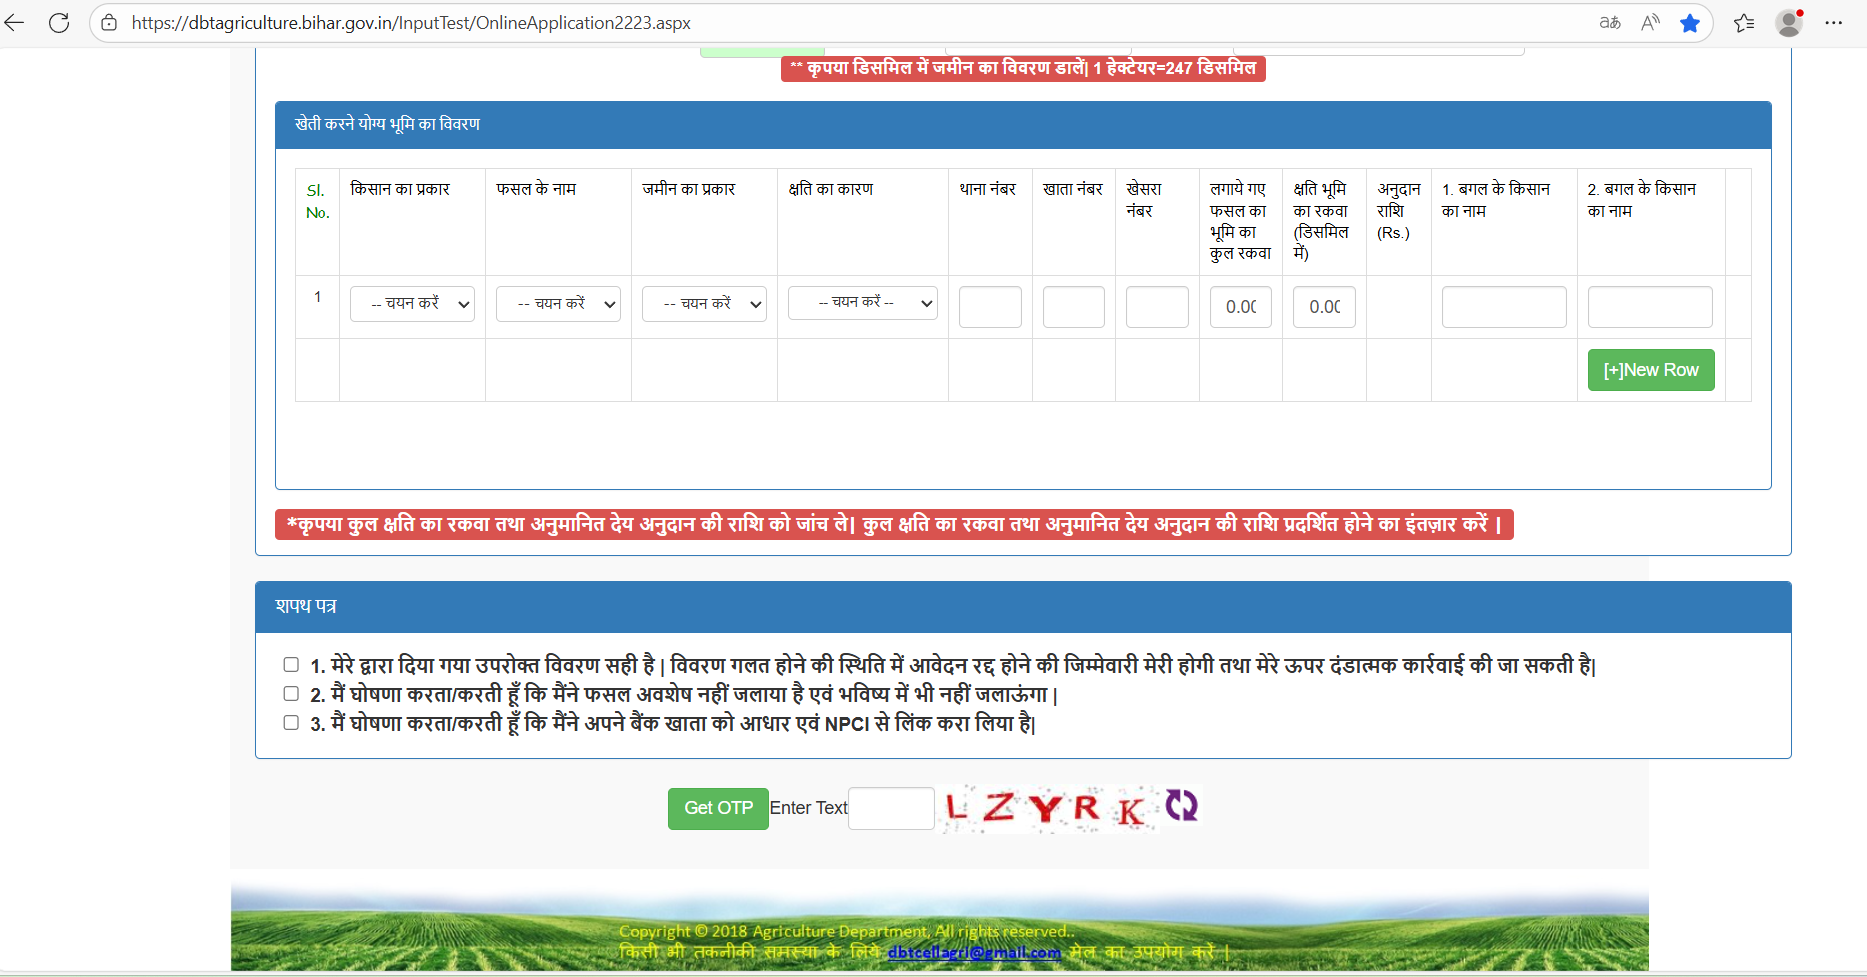 https://dbtagriculture.bihar.gov.in/InputTest/OnlineApplication2223.aspx
** कृपया डिसमिल में जमीन का विवरण डालें| 1 हेक्टेयर=247 डिसमिल
खेती करने योग्य भूमि का विवरण
Sl. No. किसान का प्रकार फसल के नाम जमीन का प्रकार क्षति का कारण थाना नंबर खाता नंबर खेसरा नंबर लगाये गए फसल का भूमि का कुल रकवा क्षति भूमि का रकवा (डिसमिल में) अनुदान राशि (Rs.) 1. बगल के किसान का नाम 2. बगल के किसान का नाम
1 -- चयन करें -- चयन करें -- चयन करें -- चयन करें -- 0.00 0.00
[+]New Row
*कृपया कुल क्षति का रकवा तथा अनुमानित देय अनुदान की राशि को जांच ले| कुल क्षति का रकवा तथा अनुमानित देय अनुदान की राशि प्रदर्शित होने का इंतज़ार करें |
शपथ पत्र
1. मेरे द्वारा दिया गया उपरोक्त विवरण सही है | विवरण गलत होने की स्थिति में आवेदन रद्द होने की जिम्मेवारी मेरी होगी तथा मेरे ऊपर दंडात्मक कार्रवाई की जा सकती है|
2. मैं घोषणा करता/करती हूँ कि मैंने फसल अवशेष नहीं जलाया है एवं भविष्य में भी नहीं जलाऊंगा |
3. मैं घोषणा करता/करती हूँ कि मैंने अपने बैंक खाता को आधार एवं NPCI से लिंक करा लिया है|
Get OTP Enter Text L Z Y R K
Copyright © 2018 Agriculture Department, All rights reserved..
किसी भी तकनीकी समस्या के लिये dbtcellagri@gmail.com मेल का उपयोग करें |